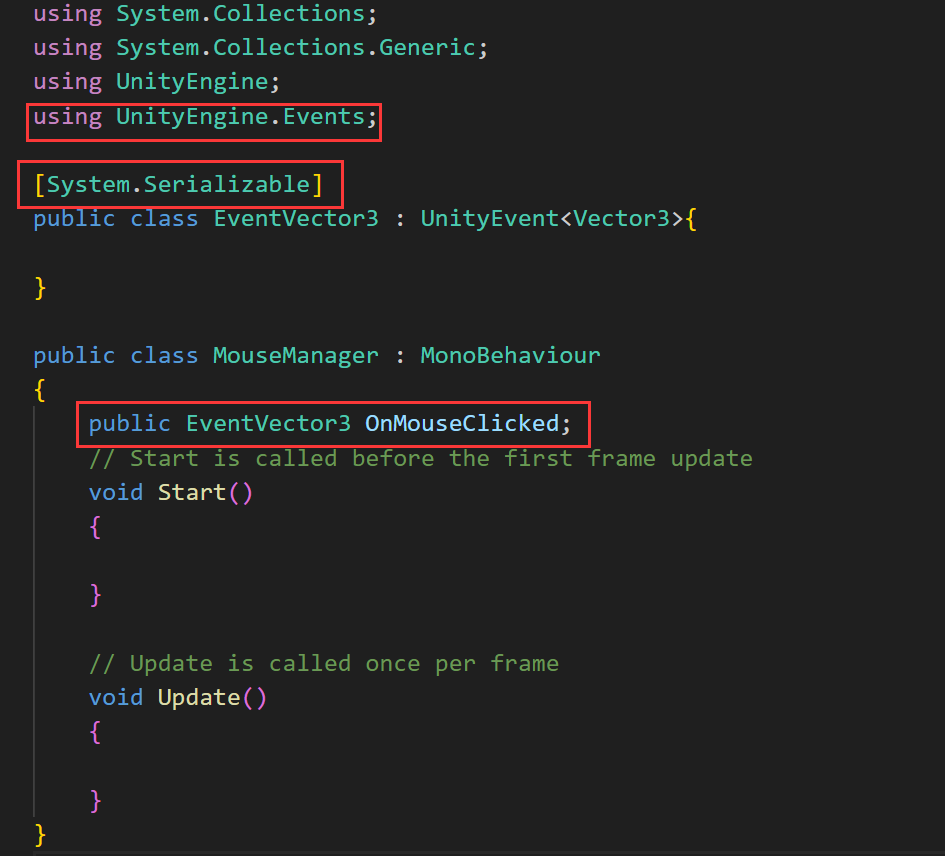 using System.Collections;
using System.Collections.Generic;
using UnityEngine;
using UnityEngine.Events;
[System.Serializable]
public class EventVector3 : UnityEvent<Vector3>{
}
public class MouseManager : MonoBehaviour
{
public EventVector3 OnMouseClicked;
// Start is called before the first frame update
void Start()
{
}
// Update is called once per frame
void Update()
{
}
}